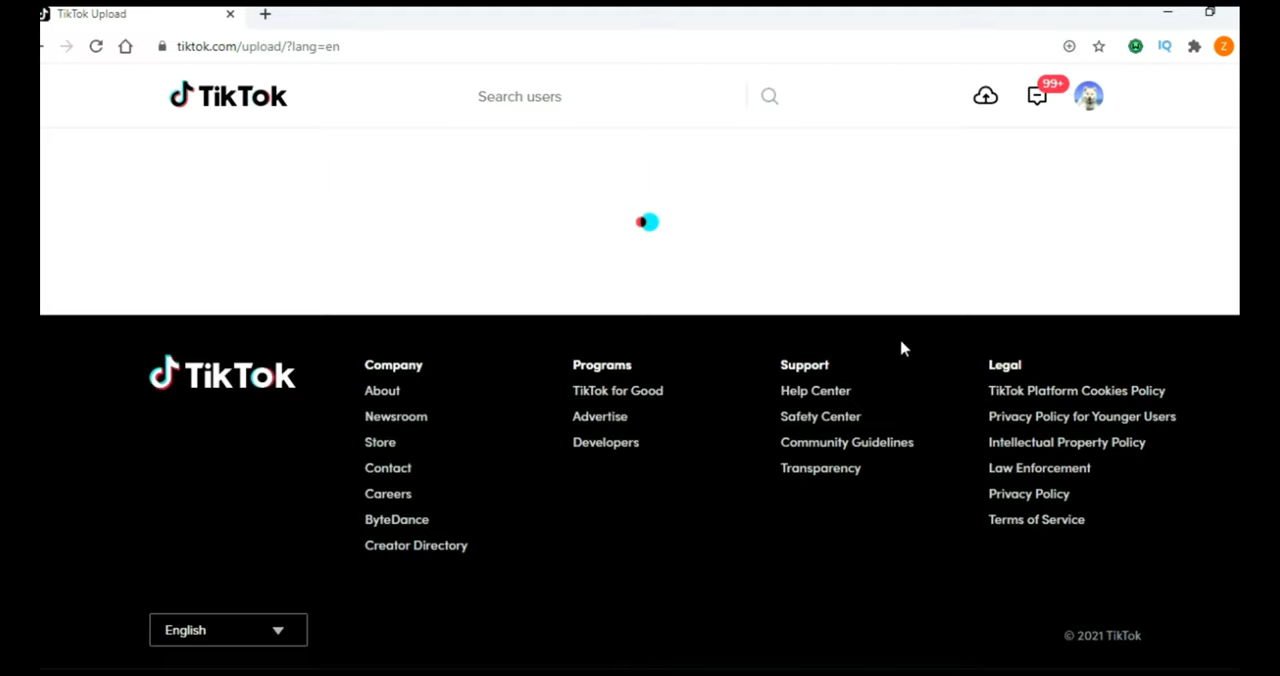 TikTok Upload
tiktok.com/upload/?lang=en
IQ
Z
TikTok
Search users
99+
TikTok
Company
About
Newsroom
Store
Contact
Careers
ByteDance
Creator Directory
Programs
TikTok for Good
Advertise
Developers
Support
Help Center
Safety Center
Community Guidelines
Transparency
Legal
TikTok Platform Cookies Policy
Privacy Policy for Younger Users
Intellectual Property Policy
Law Enforcement
Privacy Policy
Terms of Service
English
© 2021 TikTok